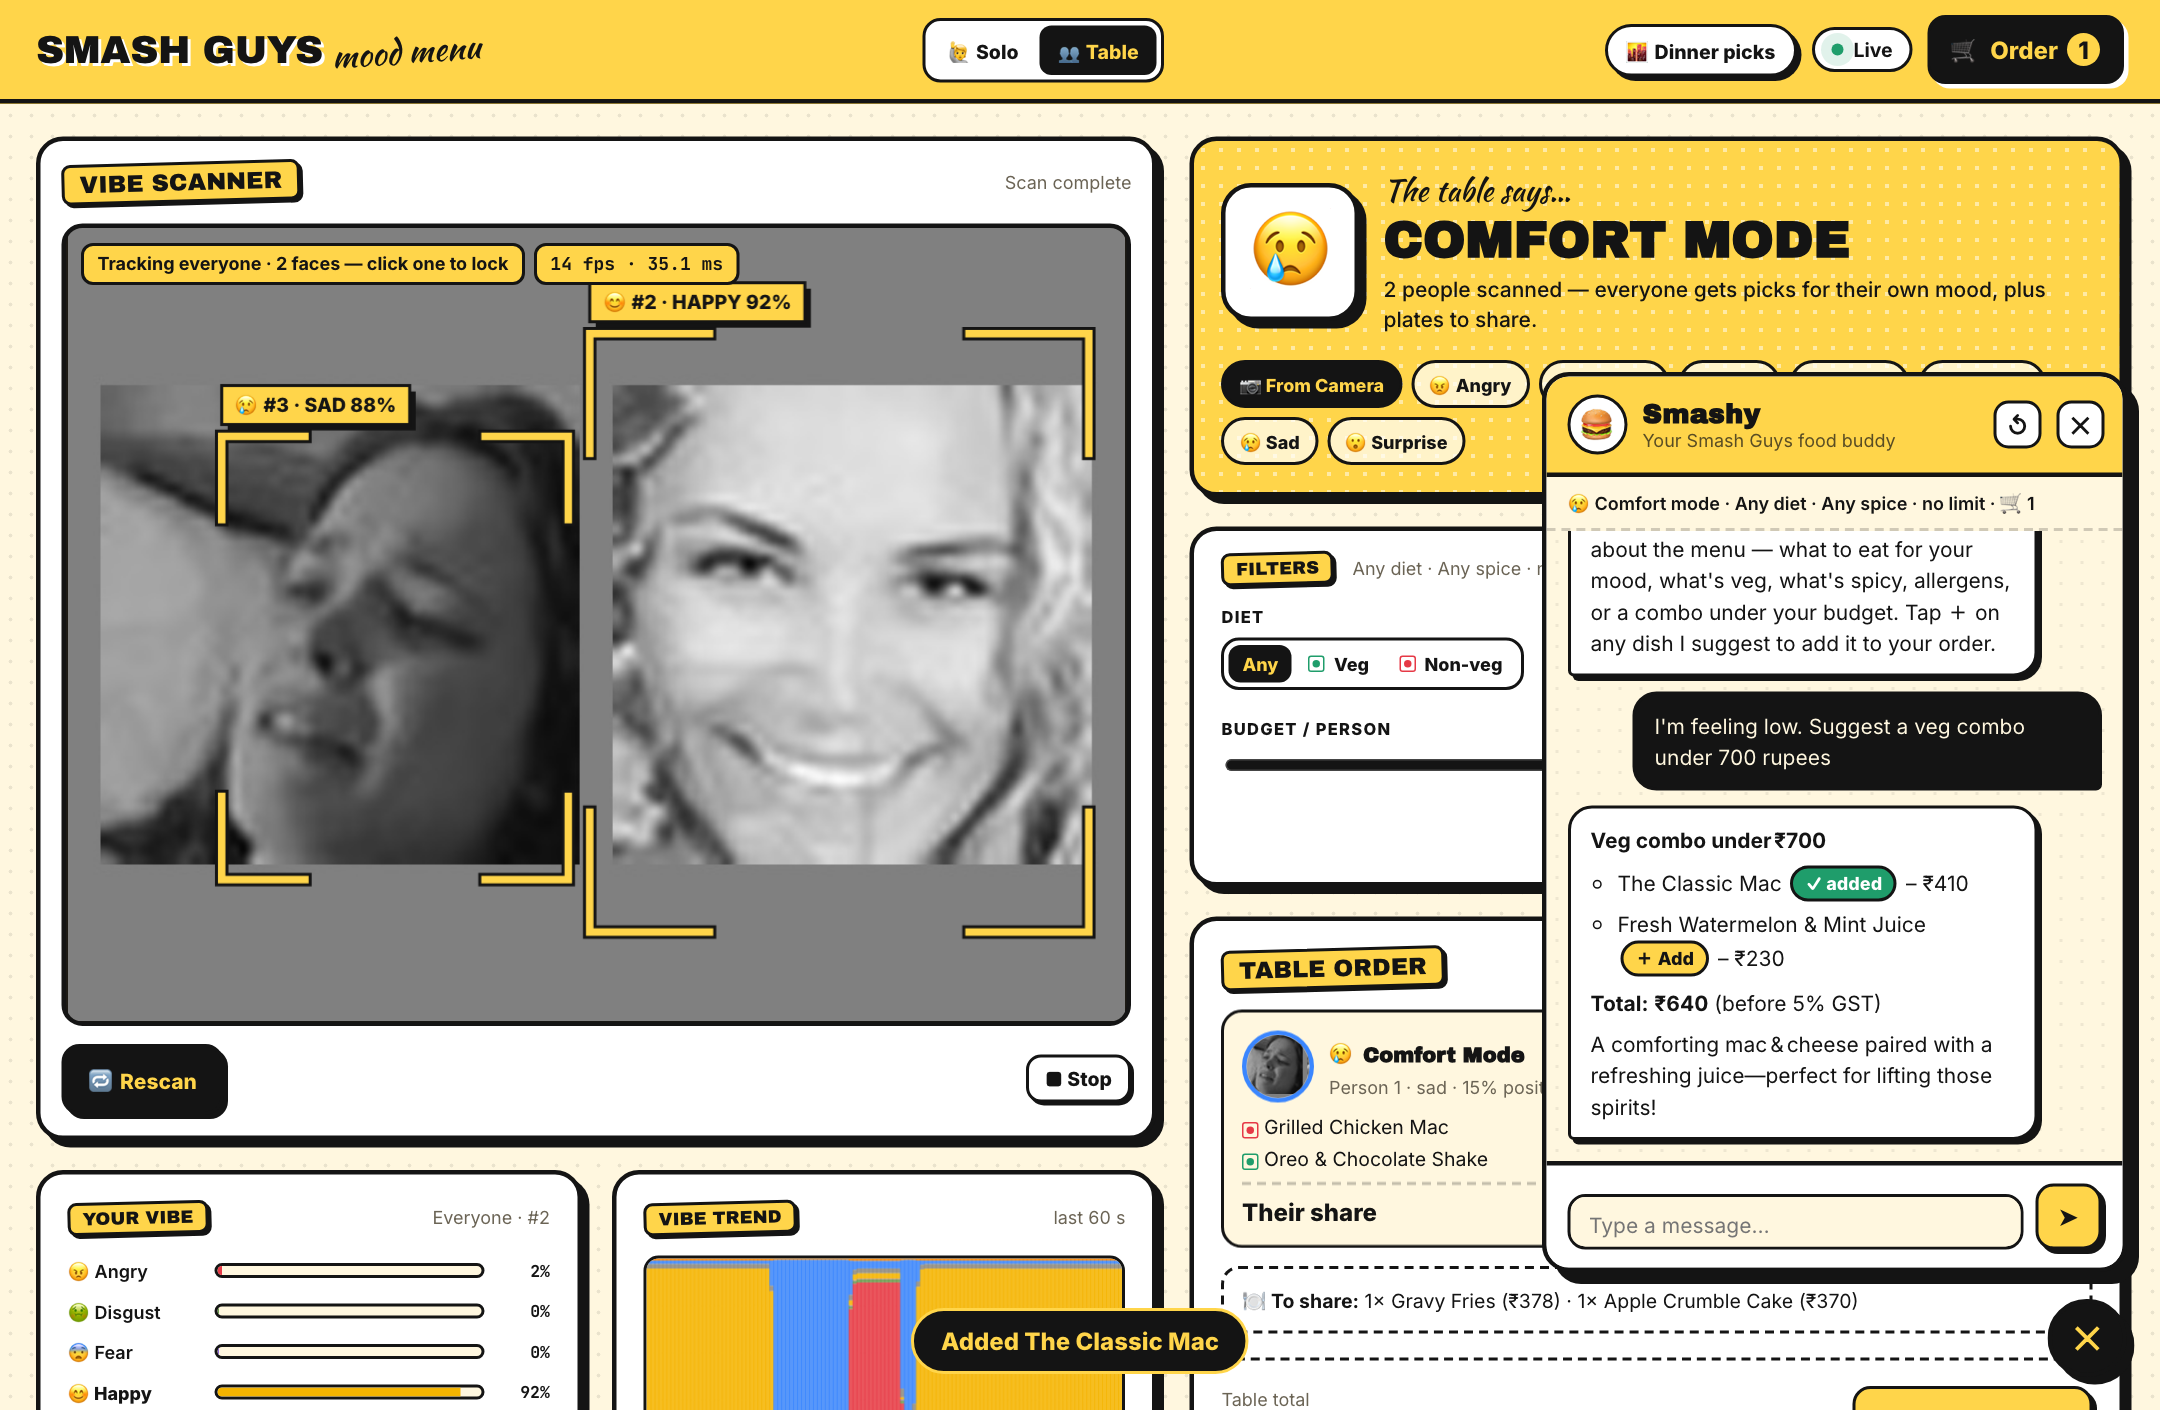 SMASH GUYS mood menu
Solo
Table
Dinner picks
Live
Order 1
VIBE SCANNER
Scan complete
Tracking everyone · 2 faces — click one to lock
14 fps · 35.1 ms
#2 · HAPPY 92%
#3 · SAD 88%
Rescan
Stop
YOUR VIBE
Everyone · #2
Angry 2%
Disgust 0%
Fear 0%
Happy 92%
VIBE TREND
last 60 s
Added The Classic Mac
The table says...
COMFORT MODE
2 people scanned — everyone gets picks for their own mood, plus
plates to share.
From Camera
Angry
Sad
Surprise
FILTERS
Any diet · Any spice ·
DIET
Any
Veg
Non-veg
BUDGET / PERSON
TABLE ORDER
Comfort Mode
Person 1 · sad · 15% posit
Grilled Chicken Mac
Oreo & Chocolate Shake
Their share
To share: 1× Gravy Fries (₹378) · 1× Apple Crumble Cake (₹370)
Table total
Smashy
Your Smash Guys food buddy
Comfort mode · Any diet · Any spice · no limit · 1
about the menu — what to eat for your
mood, what's veg, what's spicy, allergens,
or a combo under your budget. Tap + on
any dish I suggest to add it to your order.
I'm feeling low. Suggest a veg combo
under 700 rupees
Veg combo under ₹700
The Classic Mac ✓ added – ₹410
Fresh Watermelon & Mint Juice
+ Add – ₹230
Total: ₹640 (before 5% GST)
A comforting mac & cheese paired with a
refreshing juice—perfect for lifting those
spirits!
Type a message...